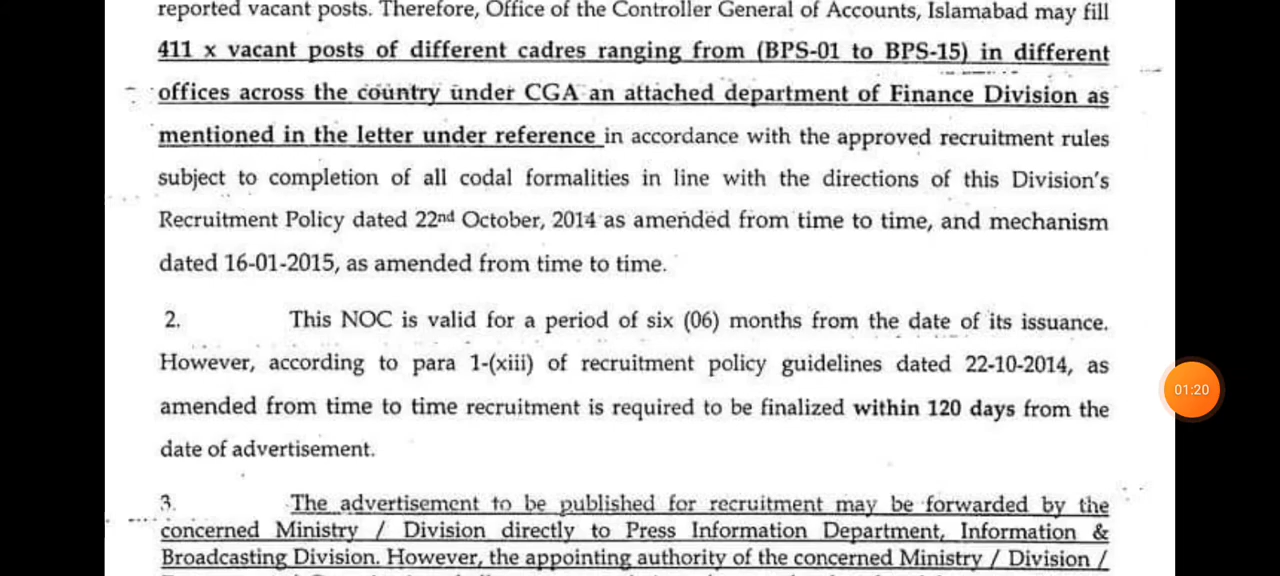 reported vacant posts. Therefore, Office of the Controller General of Accounts, Islamabad may fill
411 x vacant posts of different cadres ranging from (BPS-01 to BPS-15) in different
offices across the country under CGA an attached department of Finance Division as
mentioned in the letter under reference in accordance with the approved recruitment rules
subject to completion of all codal formalities in line with the directions of this Division's
Recruitment Policy dated 22nd October, 2014 as amended from time to time, and mechanism
dated 16-01-2015, as amended from time to time.
2. This NOC is valid for a period of six (06) months from the date of its issuance.
However, according to para 1-(xiii) of recruitment policy guidelines dated 22-10-2014, as
amended from time to time recruitment is required to be finalized within 120 days from the
date of advertisement.
01:20
3. The advertisement to be published for recruitment may be forwarded by the
concerned Ministry / Division directly to Press Information Department, Information &
Broadcasting Division. However, the appointing authority of the concerned Ministry / Division /